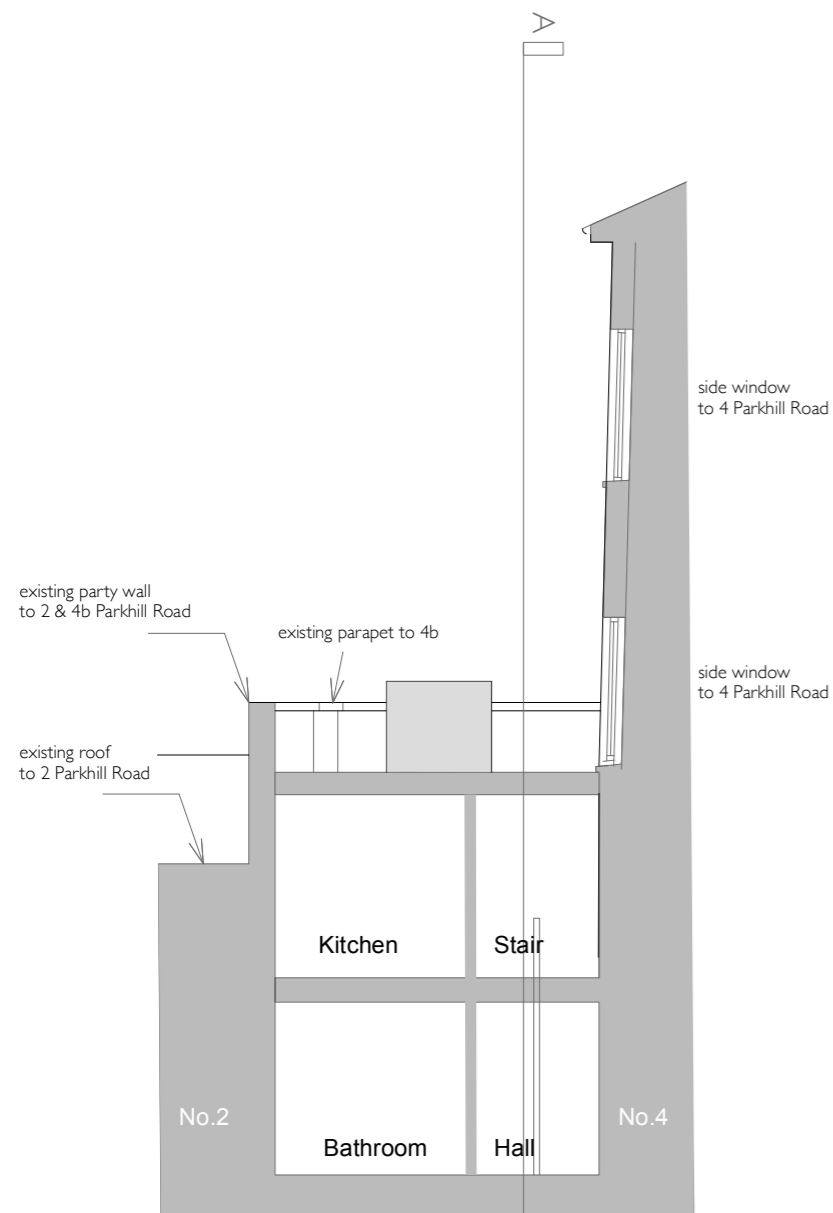 A
side window
to 4 Parkhill Road
existing party wall
to 2 & 4b Parkhill Road
existing parapet to 4b
side window
to 4 Parkhill Road
existing roof
to 2 Parkhill Road
Kitchen
Stair
No.2
No.4
Bathroom
Hall